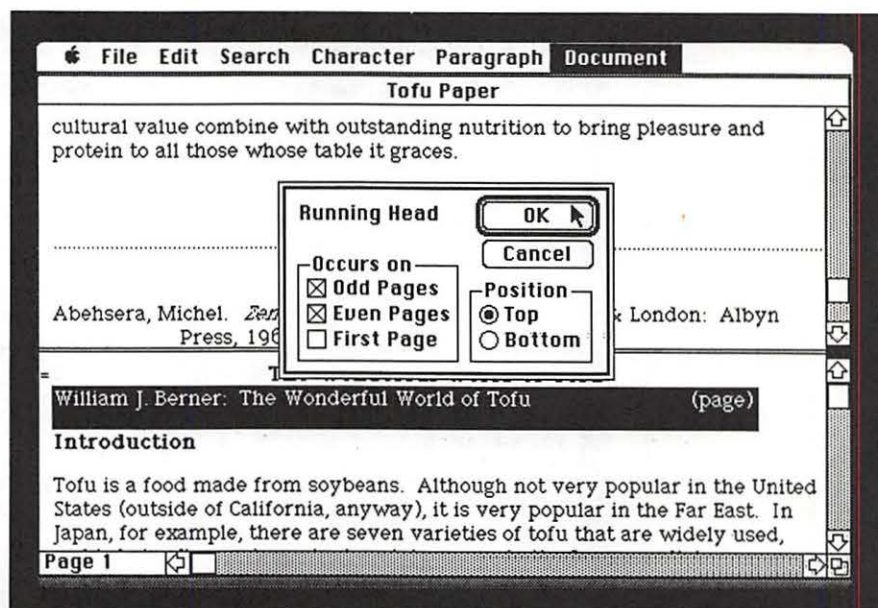 File Edit Search Character Paragraph Document
Tofu Paper
cultural value combine with outstanding nutrition to bring pleasure and
protein to all those whose table it graces.
Running Head
OK
Cancel
Occurs on
Odd Pages
Even Pages
First Page
Position
Top
Bottom
Abehsera, Michel. Zen & London: Albyn
Press, 196
William J. Berner: The Wonderful World of Tofu (page)
Introduction
Tofu is a food made from soybeans. Although not very popular in the United
States (outside of California, anyway), it is very popular in the Far East. In
Japan, for example, there are seven varieties of tofu that are widely used,
Page 1